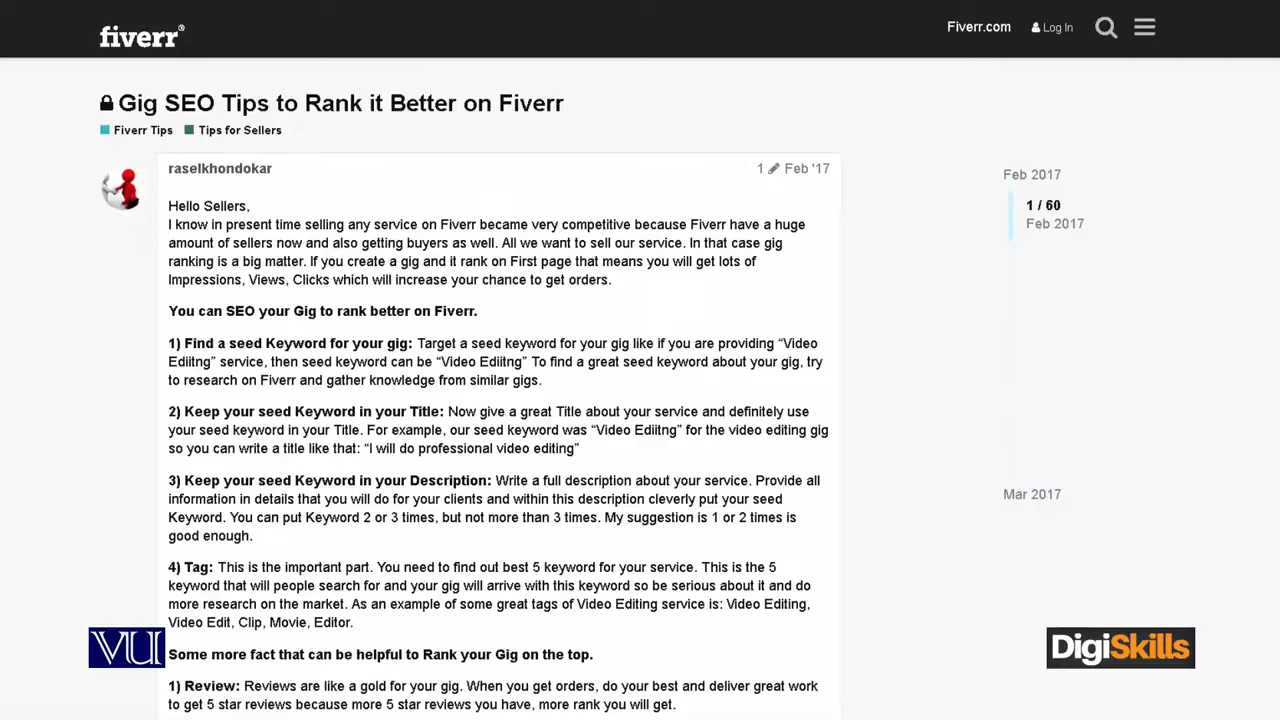 fiverr®
Fiverr.com
Log In
Gig SEO Tips to Rank it Better on Fiverr
Fiverr Tips Tips for Sellers
raselkhondokar
1 Feb '17
Hello Sellers,
I know in present time selling any service on Fiverr became very competitive because Fiverr have a huge
amount of sellers now and also getting buyers as well. All we want to sell our service. In that case gig
ranking is a big matter. If you create a gig and it rank on First page that means you will get lots of
Impressions, Views, Clicks which will increase your chance to get orders.
You can SEO your Gig to rank better on Fiverr.
1) Find a seed Keyword for your gig: Target a seed keyword for your gig like if you are providing “Video
Ediitng” service, then seed keyword can be “Video Ediitng” To find a great seed keyword about your gig, try
to research on Fiverr and gather knowledge from similar gigs.
2) Keep your seed Keyword in your Title: Now give a great Title about your service and definitely use
your seed keyword in your Title. For example, our seed keyword was “Video Ediitng” for the video editing gig
so you can write a title like that: “I will do professional video editing”
3) Keep your seed Keyword in your Description: Write a full description about your service. Provide all
information in details that you will do for your clients and within this description cleverly put your seed
Keyword. You can put Keyword 2 or 3 times, but not more than 3 times. My suggestion is 1 or 2 times is
good enough.
4) Tag: This is the important part. You need to find out best 5 keyword for your service. This is the 5
keyword that will people search for and your gig will arrive with this keyword so be serious about it and do
more research on the market. As an example of some great tags of Video Editing service is: Video Editing,
Video Edit, Clip, Movie, Editor.
Some more fact that can be helpful to Rank your Gig on the top.
1) Review: Reviews are like a gold for your gig. When you get orders, do your best and deliver great work
to get 5 star reviews because more 5 star reviews you have, more rank you will get.
Feb 2017
1 / 60
Feb 2017
Mar 2017
VU
DigiSkills